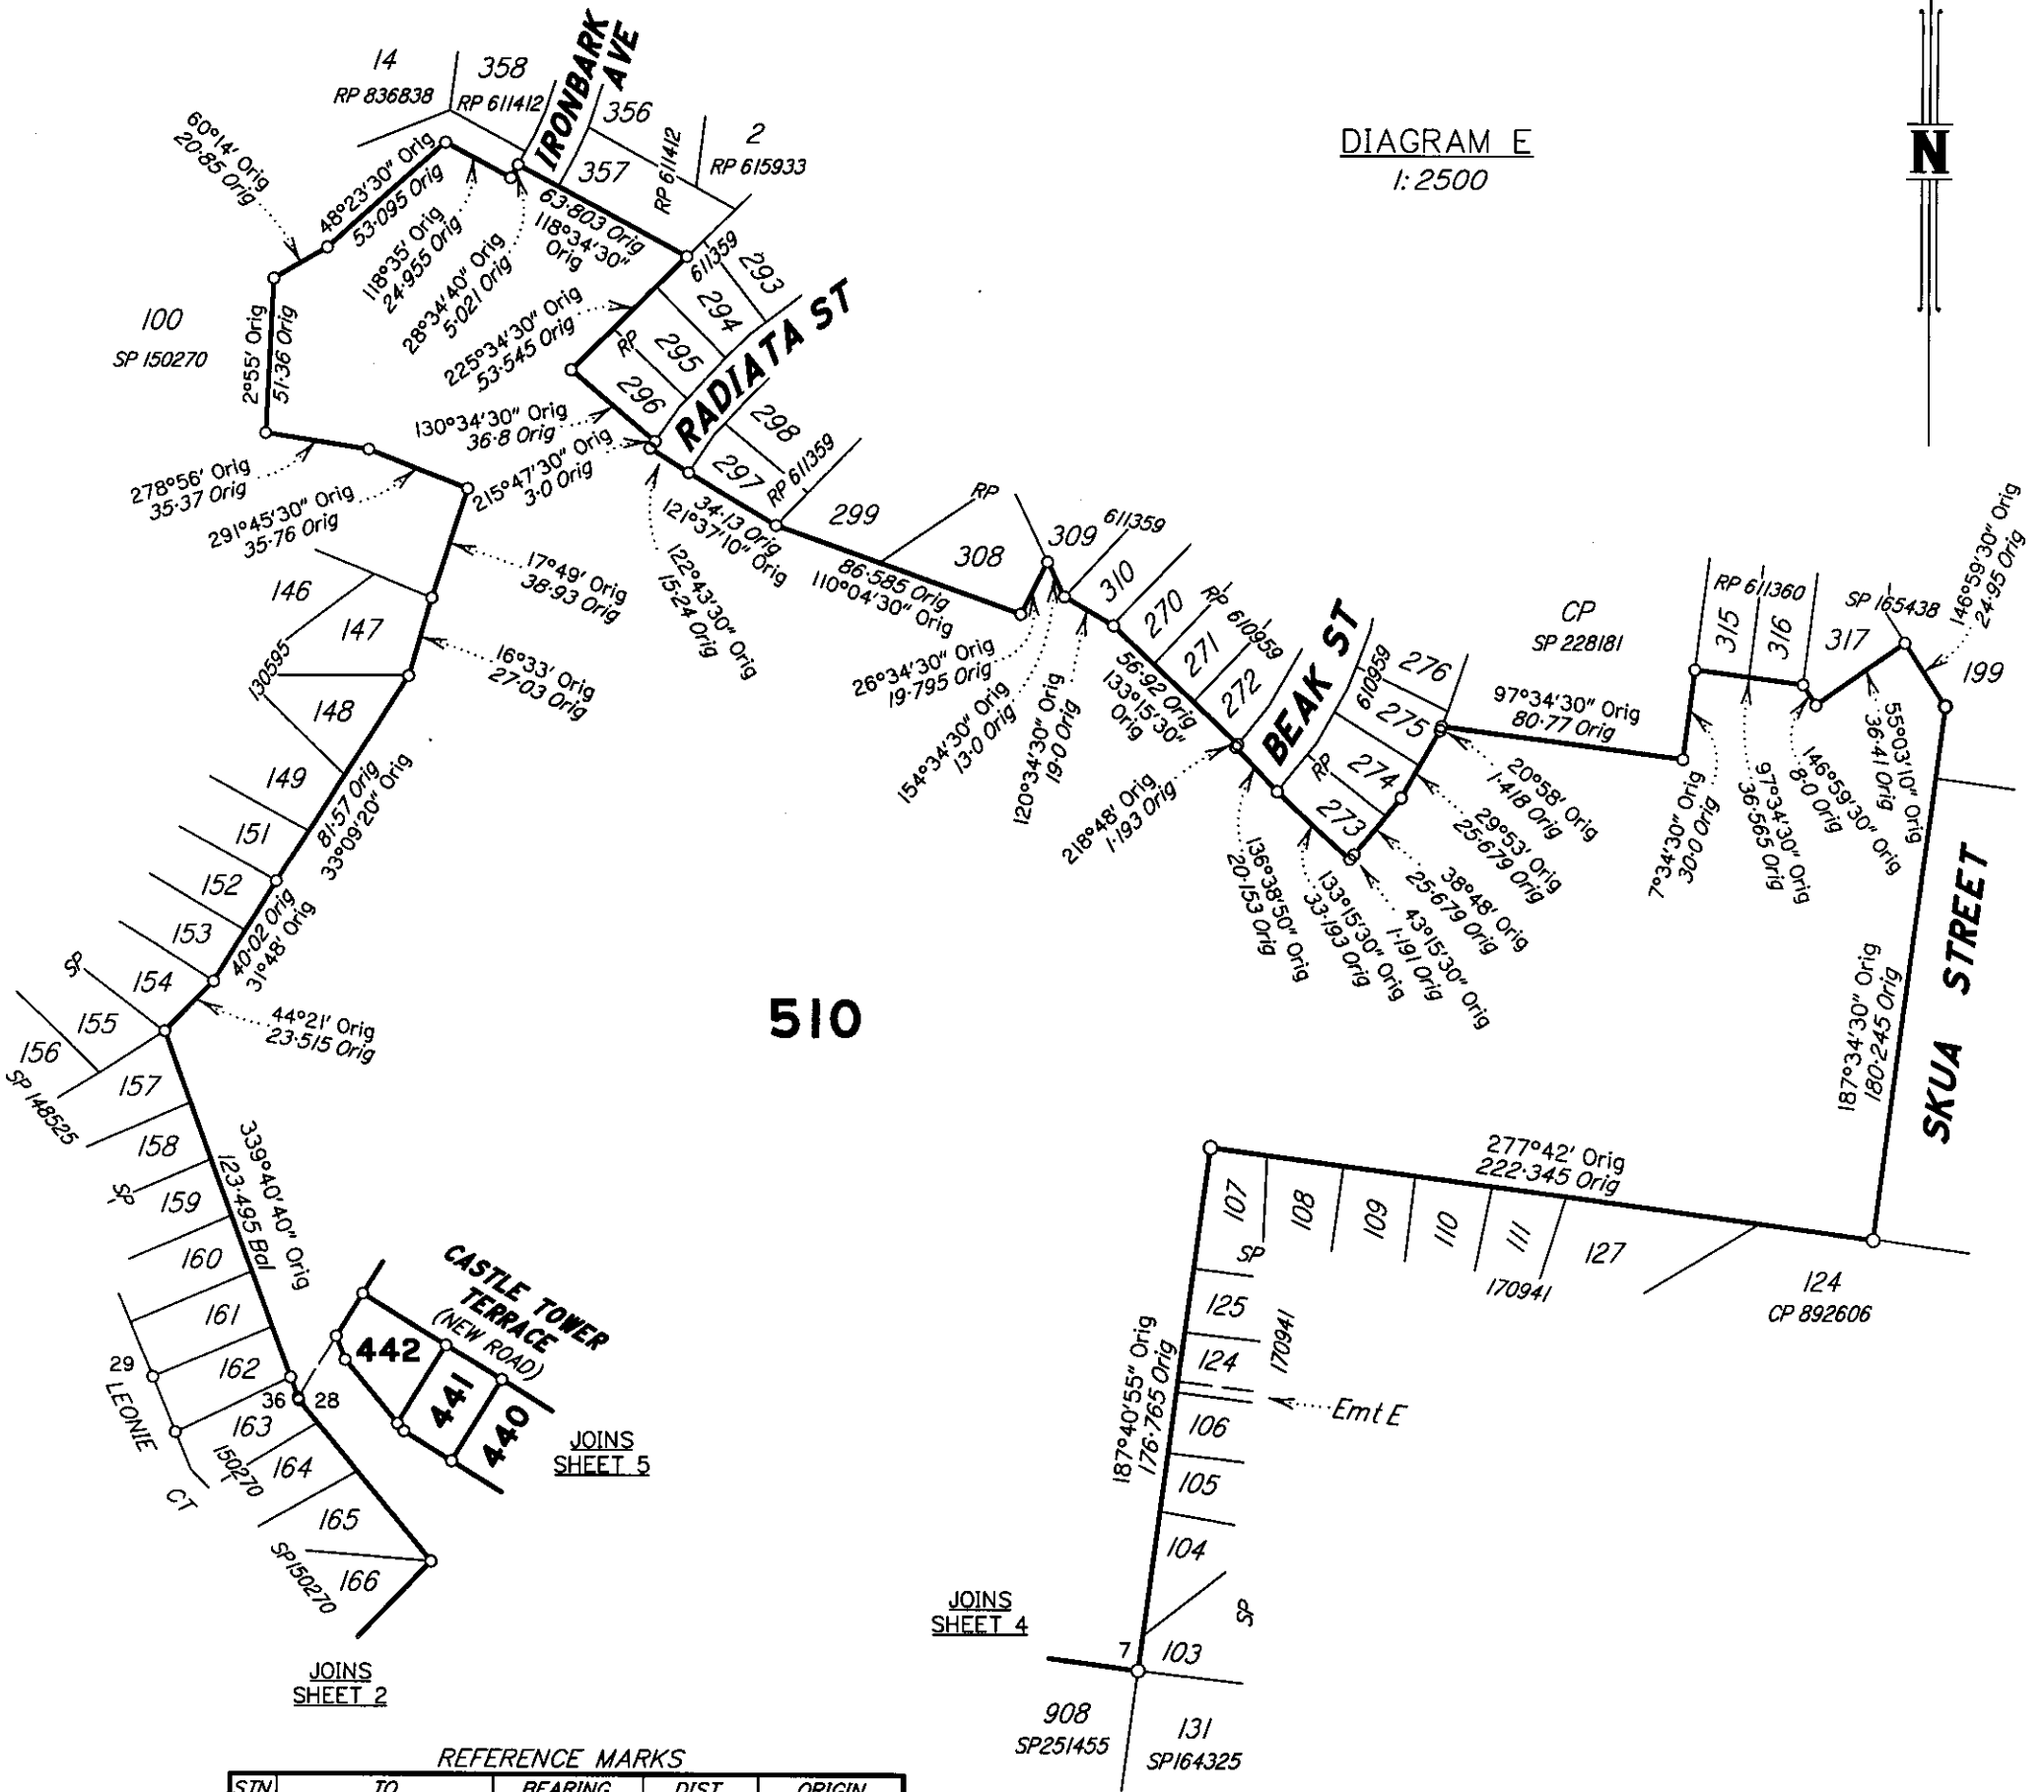 DIAGRAM E
1:2500
N
14
RP 836838
358
RP 611412
IRONBARK
AVE
356
357
RP 611412
2
RP 615933
60°14' Orig
20·85 Orig
48°23'30" Orig
53·095 Orig
118°35' Orig
24·955 Orig
28°34'40" Orig
5·021 Orig
63·803 Orig
118°34'30"
Orig
225°34'30" Orig
53·545 Orig
611359
293
294
RP
295
296
RADIATA ST
100
SP 150270
2°55' Orig
51·36 Orig
130°34'30" Orig
36·8 Orig
215°47'30" Orig
3·0 Orig
278°56' Orig
35·37 Orig
291°45'30" Orig
35·76 Orig
298
297
RP 611359
34·13 Orig
121°37'10" Orig
122°43'30" Orig
15·24 Orig
299
RP
308
309
611359
310
86·585 Orig
110°04'30" Orig
26°34'30" Orig
19·795 Orig
154°34'30" Orig
13·0 Orig
120°34'30" Orig
19·0 Orig
270
271
272
RP 610959
56·92 Orig
133°15'30"
Orig
218°48' Orig
1·193 Orig
BEAK ST
610959
RP
276
275
274
273
136°38'50" Orig
20·153 Orig
133°15'30" Orig
33·193 Orig
43°15'30" Orig
1·191 Orig
38°48' Orig
25·679 Orig
29°53' Orig
25·679 Orig
20°58' Orig
1·418 Orig
CP
SP 228181
97°34'30" Orig
80·77 Orig
7°34'30" Orig
30·0 Orig
RP 611360
315
316
97°34'30" Orig
36·565 Orig
146°59'30" Orig
8·0 Orig
SP 165438
317
55°03'10" Orig
36·41 Orig
146°59'30" Orig
24·95 Orig
199
187°34'30" Orig
180·245 Orig
SKUA STREET
17°49' Orig
38·93 Orig
16°33' Orig
27·03 Orig
146
147
130595
148
149
151
152
153
154
81·57 Orig
33°09'20" Orig
40·02 Orig
31°48' Orig
44°21' Orig
23·515 Orig
SP
155
156
SP 148525
157
158
SP
159
160
161
162
339°40'40" Orig
123·495 Bal
29
LEONIE
CT
36
28
163
150270
164
165
SP150270
166
JOINS
SHEET 2
CASTLE TOWER
TERRACE
(NEW ROAD)
442
441
440
JOINS
SHEET 5
510
277°42' Orig
222·345 Orig
107
108
109
110
111
127
SP
170941
124
CP 892606
125
124
170941
Emt E
106
105
104
187°40'55" Orig
176·765 Orig
JOINS
SHEET 4
SP
7
103
908
SP251455
131
SP164325
REFERENCE MARKS
STN TO BEARING DIST ORIGIN